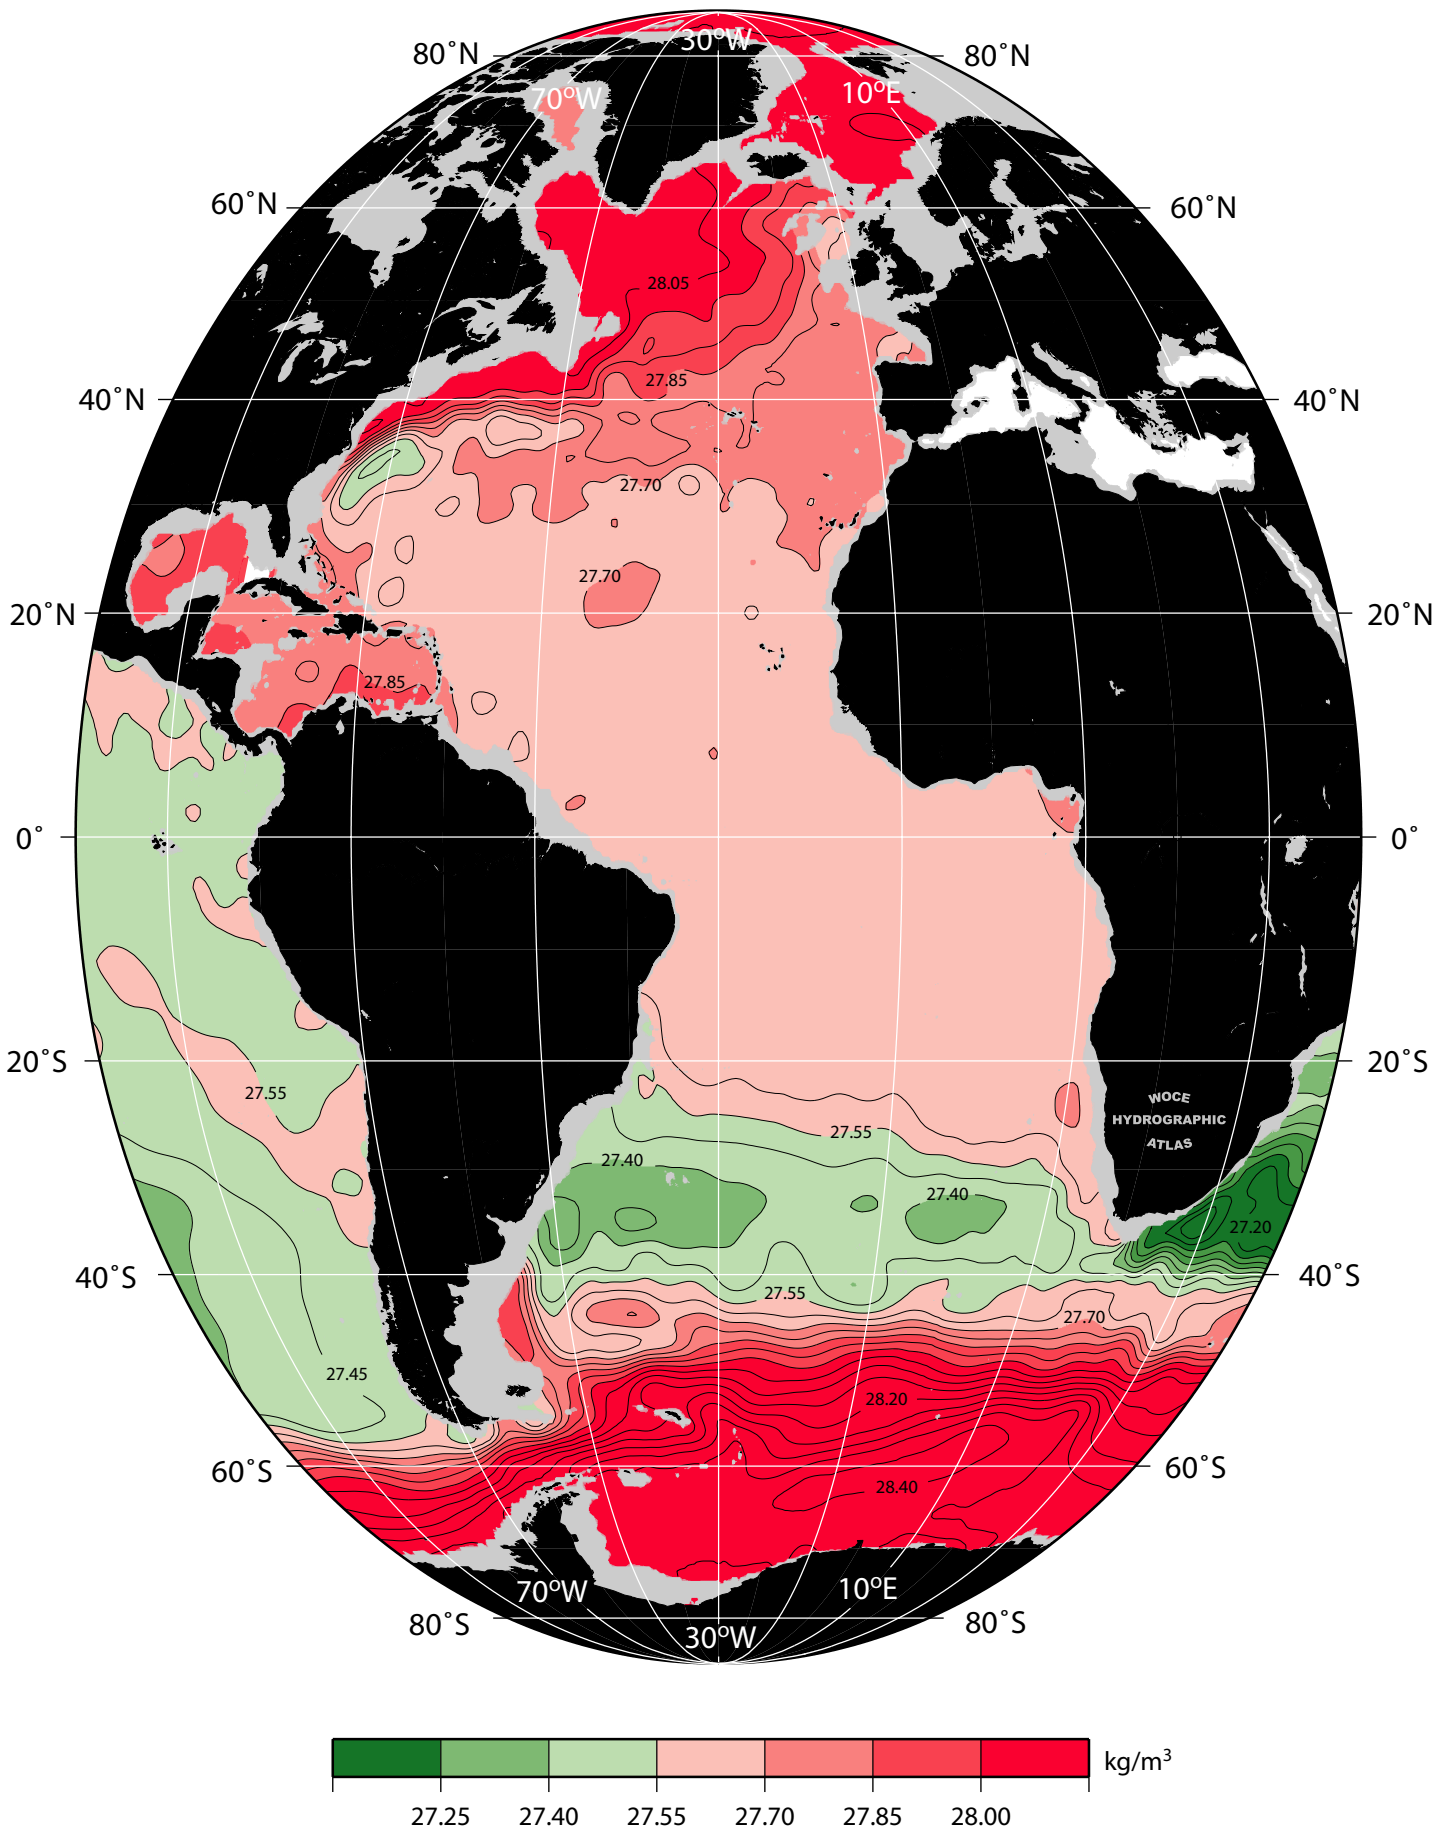 30°W
80°N 80°N
70°W 10°E
60°N 60°N
28.05
27.85
40°N 40°N
27.70
27.70
20°N 20°N
27.85
0° 0°
20°S 20°S
27.55
WOCE
HYDROGRAPHIC
ATLAS
27.55
27.40
27.40
27.20
40°S 40°S
27.55
27.70
27.45
28.20
60°S 60°S
28.40
70°W 10°E
80°S 80°S
30°W
kg/m³
27.25 27.40 27.55 27.70 27.85 28.00